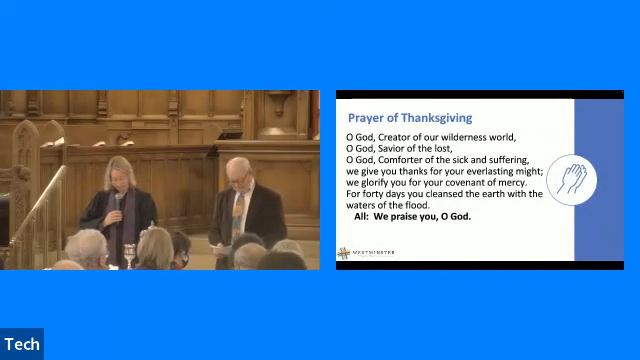 Prayer of Thanksgiving
O God, Creator of our wilderness world,
O God, Savior of the lost,
O God, Comforter of the sick and suffering,
we give you thanks for your everlasting might;
we glorify you for your covenant of mercy.
For forty days you cleansed the earth with the
waters of the flood.
All: We praise you, O God.
WESTMINSTER
Tech